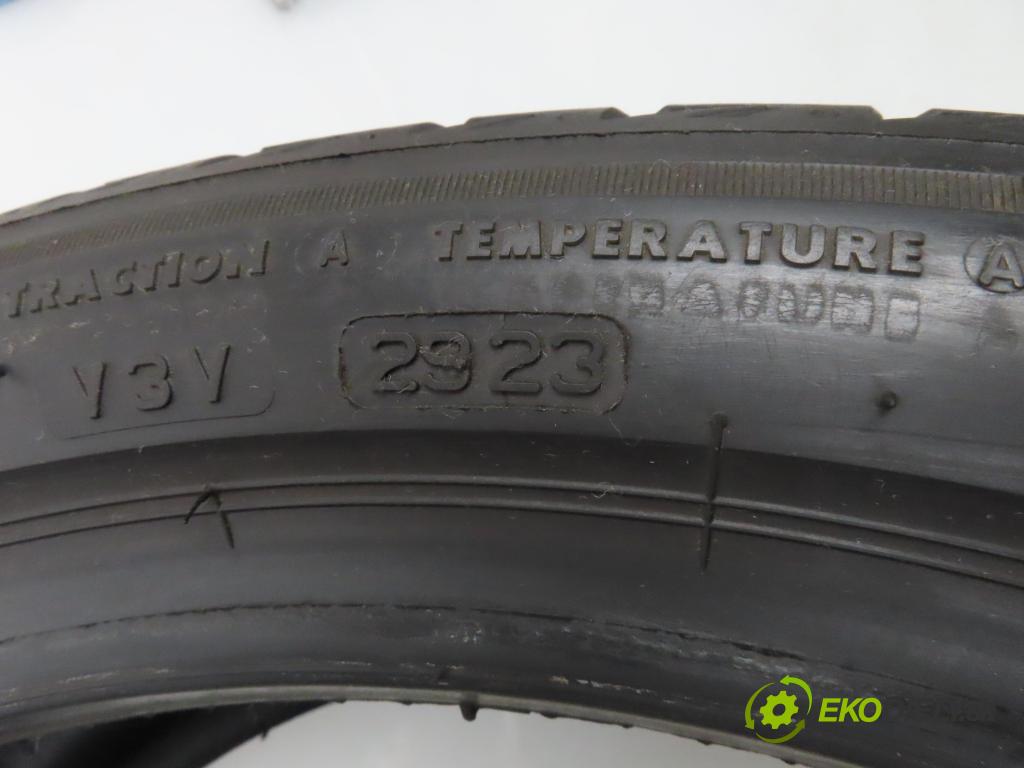 TRACTION A TEMPERATURE A
V3V 2323
EKO